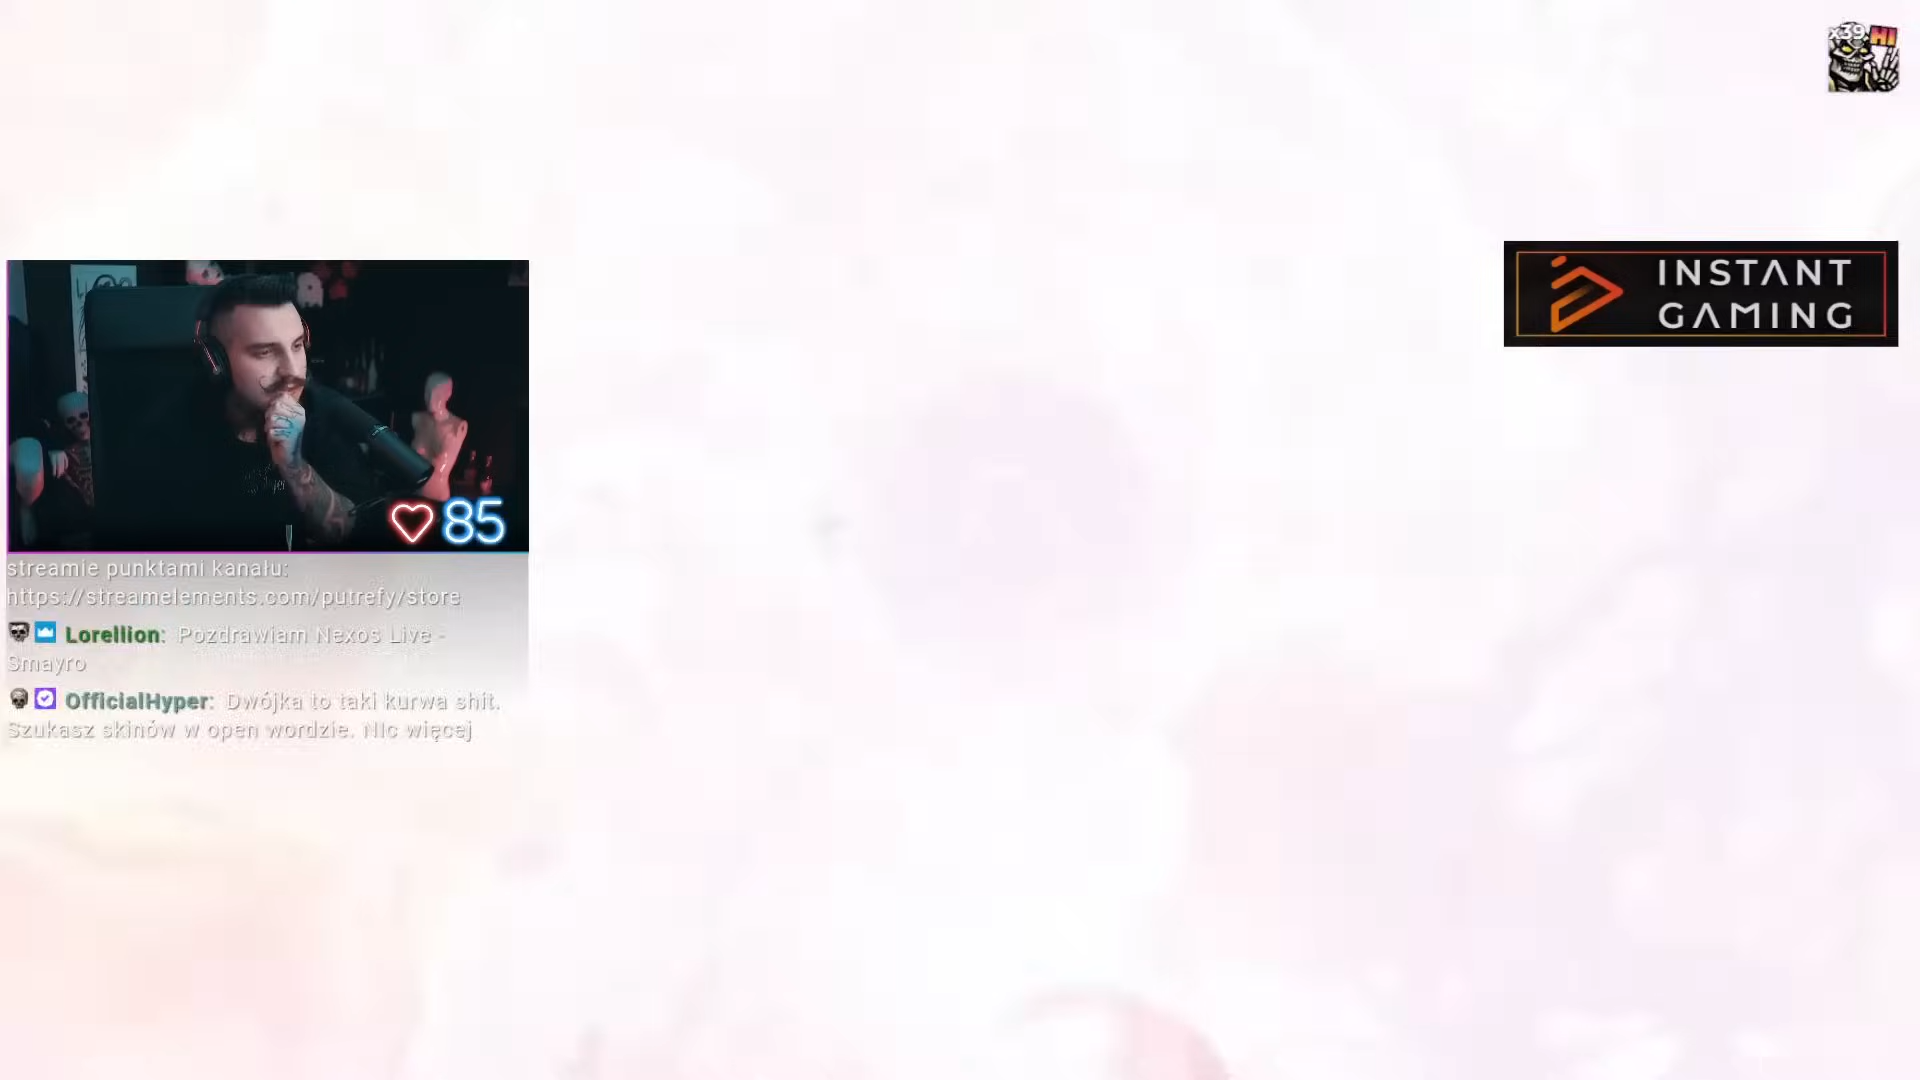 x39 HI
INSTANT
GAMING
85
streamie punktami kanału:
https://streamelements.com/putrefy/store
Lorellion: Pozdrawiam Nexos Live -
Smayro
OfficialHyper: Dwójka to taki kurwa shit.
Szukasz skinów w open wordzie. NIc więcej